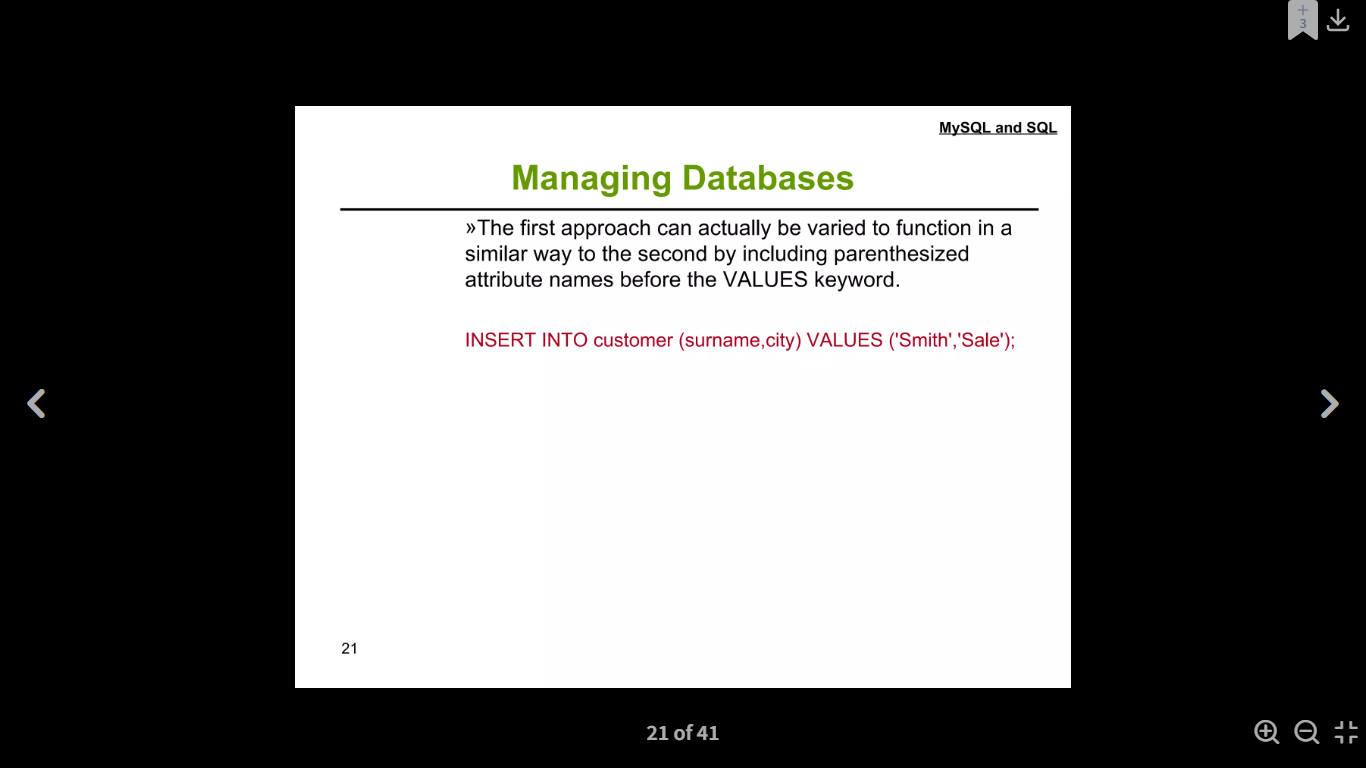 +
3
MySQL and SQL
Managing Databases
»The first approach can actually be varied to function in a
similar way to the second by including parenthesized
attribute names before the VALUES keyword.
INSERT INTO customer (surname,city) VALUES ('Smith','Sale');
21
21 of 41